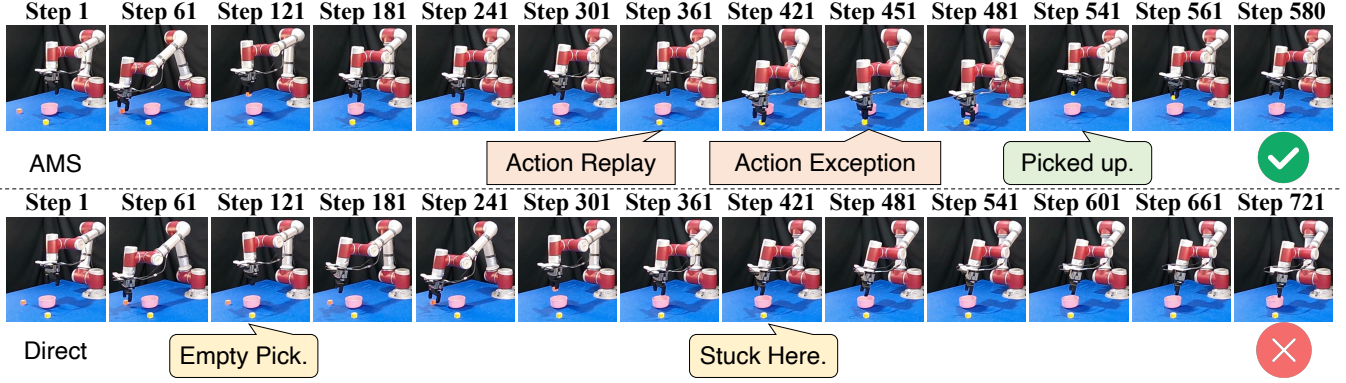 Step 1 Step 61 Step 121 Step 181 Step 241 Step 301 Step 361 Step 421 Step 451 Step 481 Step 541 Step 561 Step 580
Action Replay Action Exception Picked up.
AMS
Step 1 Step 61 Step 121 Step 181 Step 241 Step 301 Step 361 Step 421 Step 481 Step 541 Step 601 Step 661 Step 721
Direct
Empty Pick. Stuck Here.